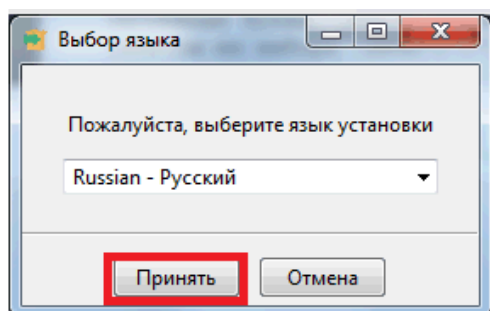 Выбор языка
Пожалуйста, выберите язык установки
Russian - Русский
Принять
Отмена